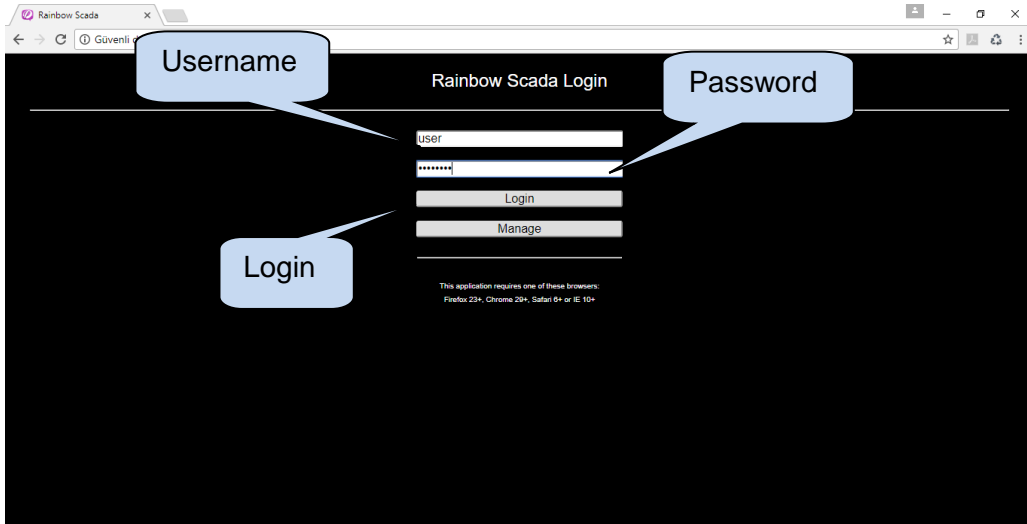 Rainbow Scada
Güvenli d
Username
Rainbow Scada Login
Password
user
Login
Manage
Login
This application requires one of these browsers:
Firefox 23+, Chrome 29+, Safari 6+ or IE 10+